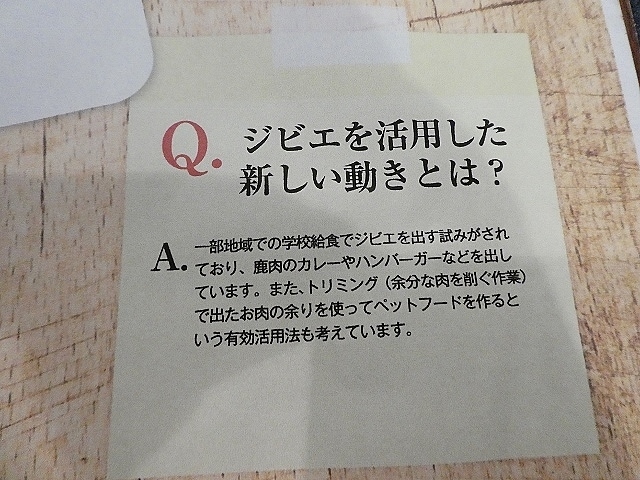 Q. ジビエを活用した
新しい動きとは？
A. 一部地域での学校給食でジビエを出す試みがされ
ており、鹿肉のカレーやハンバーガーなどを出し
ています。また、トリミング（余分な肉を削ぐ作業）
で出たお肉の余りを使ってペットフードを作ると
いう有効活用法も考えています。